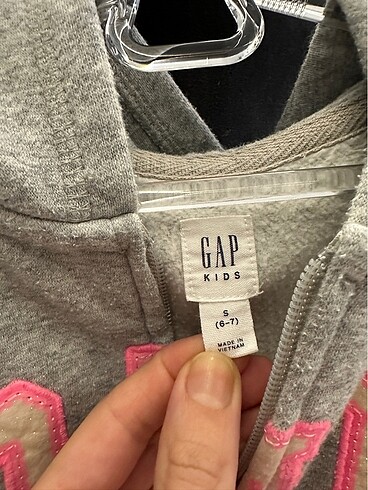 GAP
KIDS
S
(6-7)
MADE IN
VIETNAM